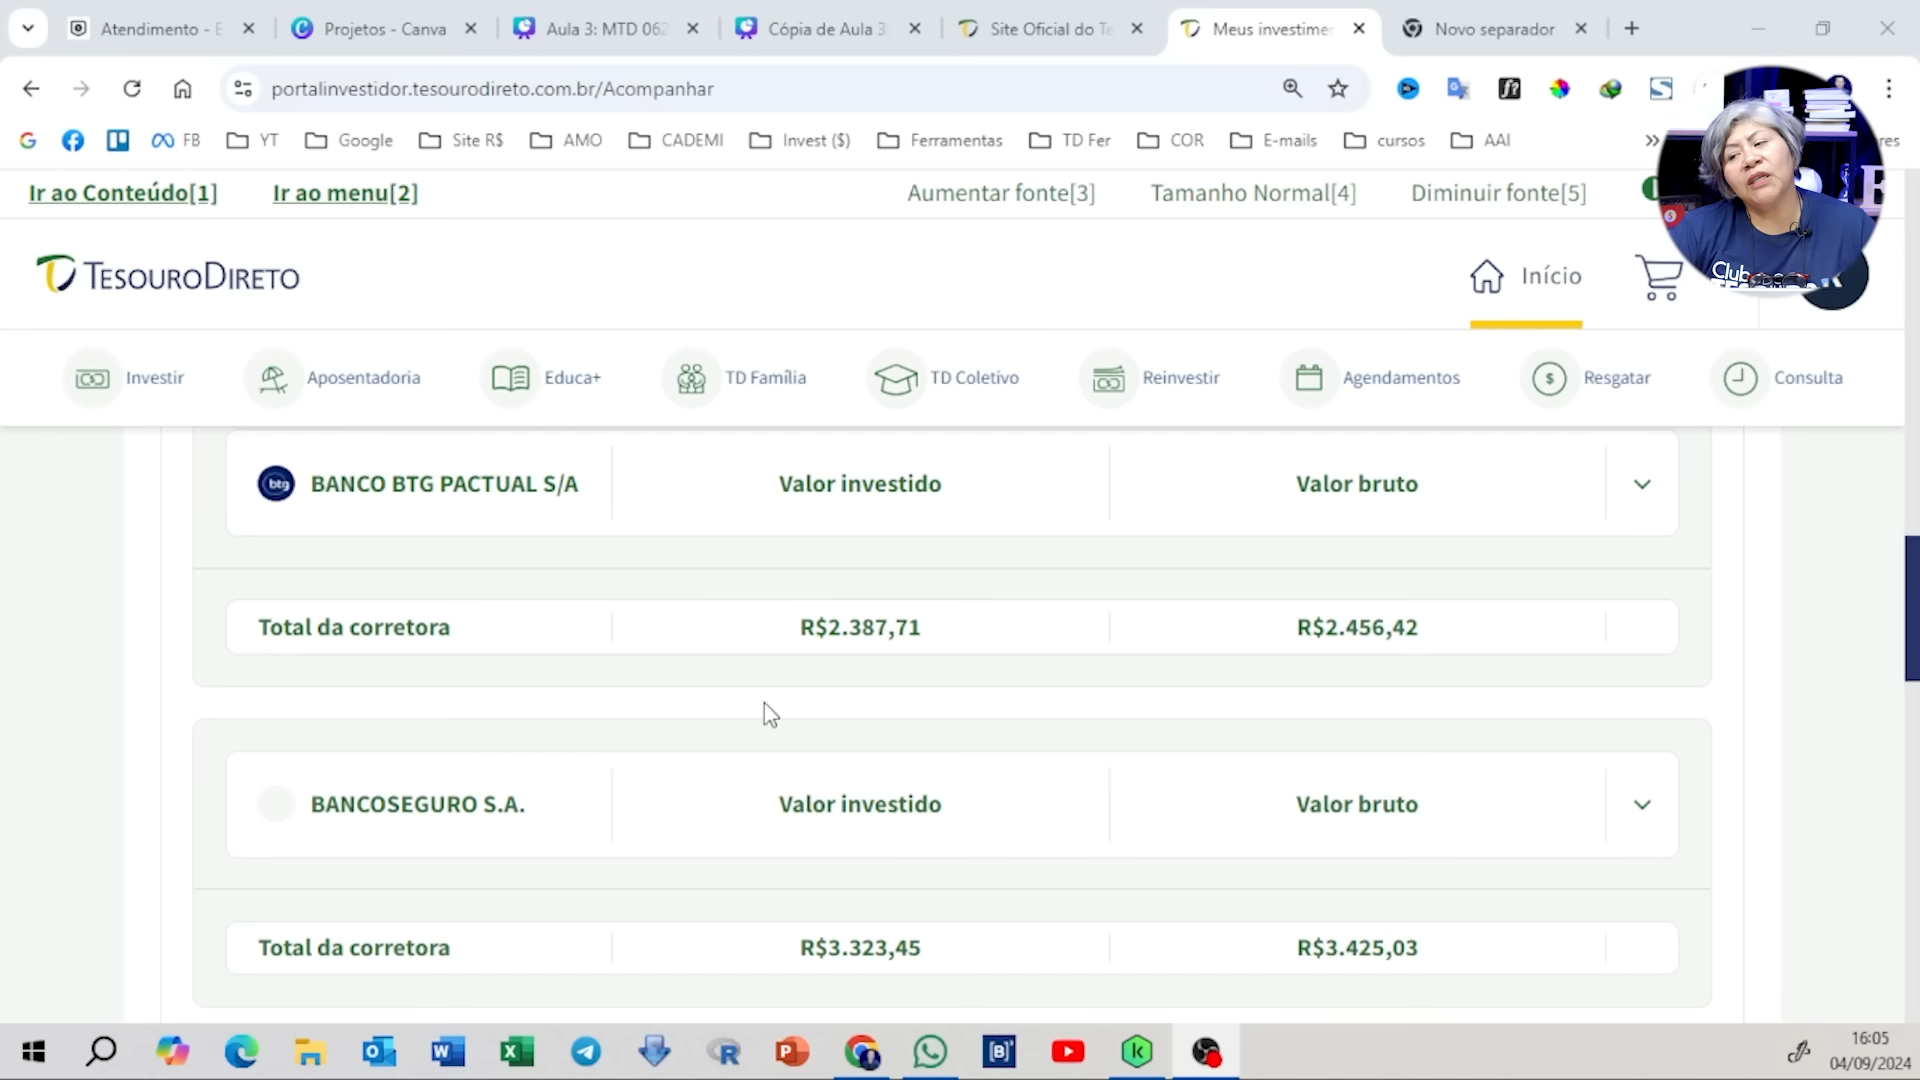 Atendimento - E
Projetos - Canva
Aula 3: MTD 062
Cópia de Aula 3:
Site Oficial do Te
Meus investimen
Novo separador
portalinvestidor.tesourodireto.com.br/Acompanhar
FB
YT
Google
Site R$
AMO
CADEMI
Invest ($)
Ferramentas
TD Fer
COR
E-mails
cursos
AAI
»
Ir ao Conteúdo[1]
Ir ao menu[2]
Aumentar fonte[3]
Tamanho Normal[4]
Diminuir fonte[5]
TESOURODIRETO
Início
Investir
Aposentadoria
Educa+
TD Família
TD Coletivo
Reinvestir
Agendamentos
Resgatar
Consulta
btg
BANCO BTG PACTUAL S/A
Valor investido
Valor bruto
Total da corretora
R$2.387,71
R$2.456,42
BANCOSEGURO S.A.
Valor investido
Valor bruto
Total da corretora
R$3.323,45
R$3.425,03
16:05
04/09/2024